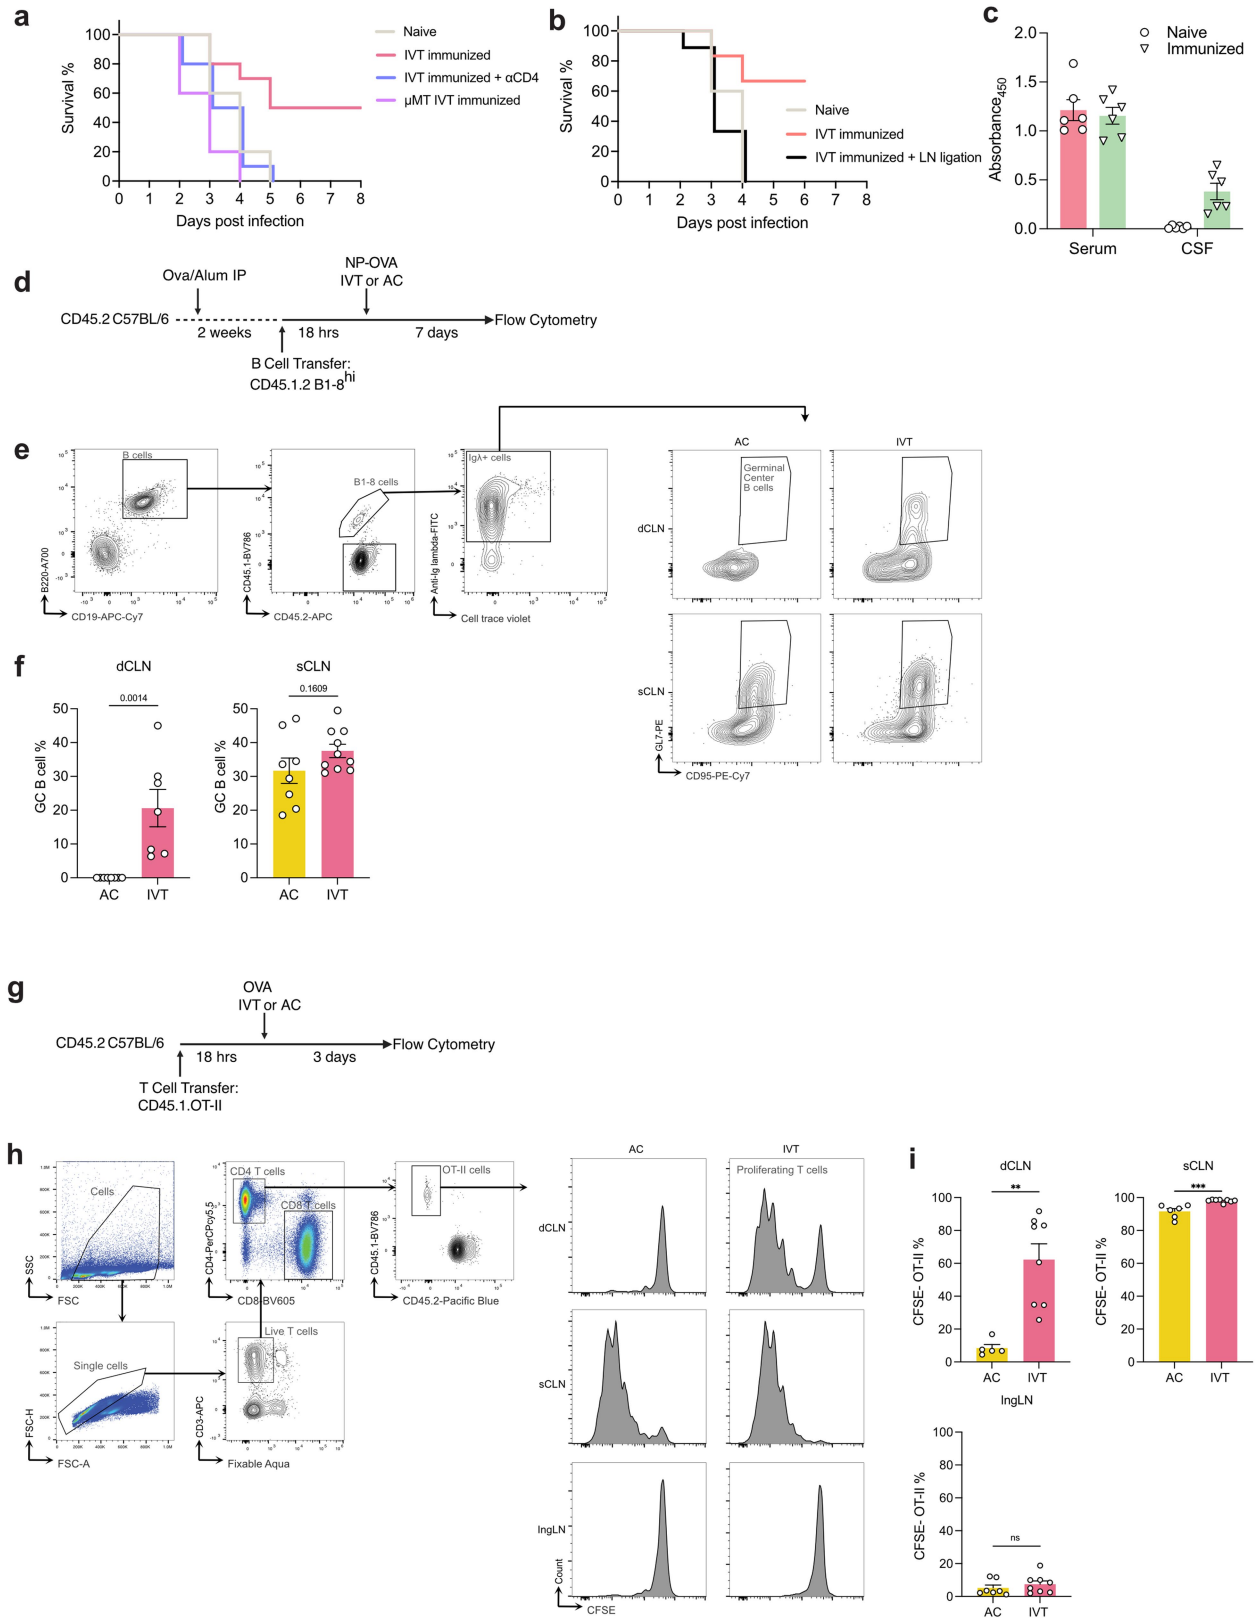 a
100
80
60
40
20
0
Survival %
0 1 2 3 4 5 6 7 8
Days post infection
Naive
IVT immunized
IVT immunized + αCD4
μMT IVT immunized
b
100
80
60
40
20
0
Survival %
0 1 2 3 4 5 6 7 8
Days post infection
Naive
IVT immunized
IVT immunized + LN ligation
c
Naive
Immunized
2.0
1.5
1.0
0.5
0.0
Absorbance450
Serum CSF
d
Ova/Alum IP
NP-OVA
IVT or AC
CD45.2 C57BL/6
2 weeks
18 hrs
7 days
Flow Cytometry
B Cell Transfer:
CD45.1.2 B1-8hi
e
B cells
B220-A700
CD19-APC-Cy7
B1-8 cells
CD45.1-BV786
CD45.2-APC
Igλ+ cells
Anti-Ig lambda-FITC
Cell trace violet
AC IVT
Germinal
Center
B cells
dCLN
sCLN
GL7-PE
CD95-PE-Cy7
f
dCLN
0.0014
50
40
30
20
10
0
GC B cell %
AC IVT
sCLN
0.1609
50
40
30
20
10
0
GC B cell %
AC IVT
g
OVA
IVT or AC
CD45.2 C57BL/6
18 hrs
3 days
Flow Cytometry
T Cell Transfer:
CD45.1.OT-II
h
Cells
SSC
FSC
CD4 T cells
CD8 T cells
CD4-PerCPcy5.5
CD8-BV605
OT-II cells
CD45.1-BV786
CD45.2-Pacific Blue
Single cells
FSC-H
FSC-A
Live T cells
CD3-APC
Fixable Aqua
AC IVT
Proliferating T cells
dCLN
sCLN
IngLN
Count
CFSE
i
dCLN
**
100
80
60
40
20
0
CFSE- OT-II %
AC IVT
sCLN
***
100
80
60
40
20
0
CFSE- OT-II %
AC IVT
IngLN
100
80
60
40
20
0
ns
CFSE- OT-II %
AC IVT